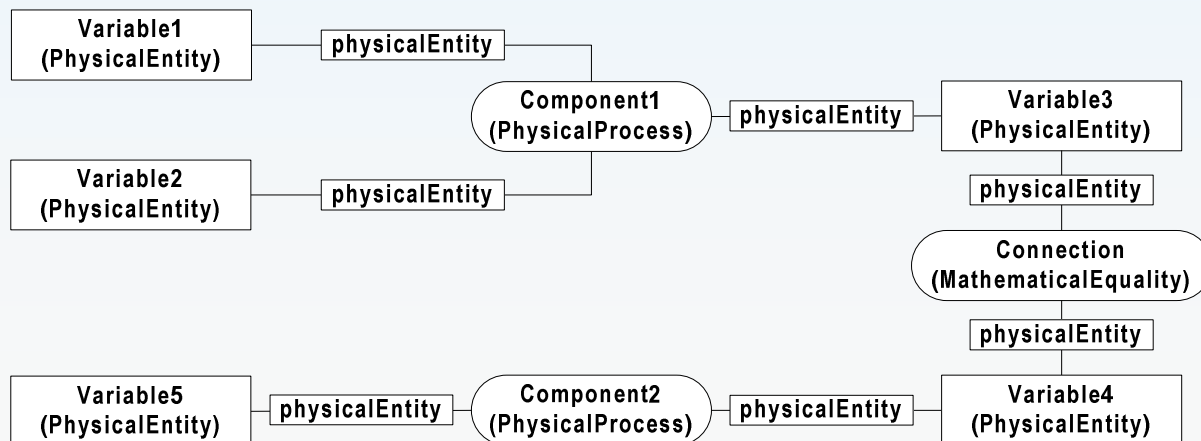 Variable1
(PhysicalEntity)
physicalEntity
Component1
(PhysicalProcess)
physicalEntity
Variable3
(PhysicalEntity)
Variable2
(PhysicalEntity)
physicalEntity
physicalEntity
Connection
(MathematicalEquality)
physicalEntity
Variable5
(PhysicalEntity)
physicalEntity
Component2
(PhysicalProcess)
physicalEntity
Variable4
(PhysicalEntity)